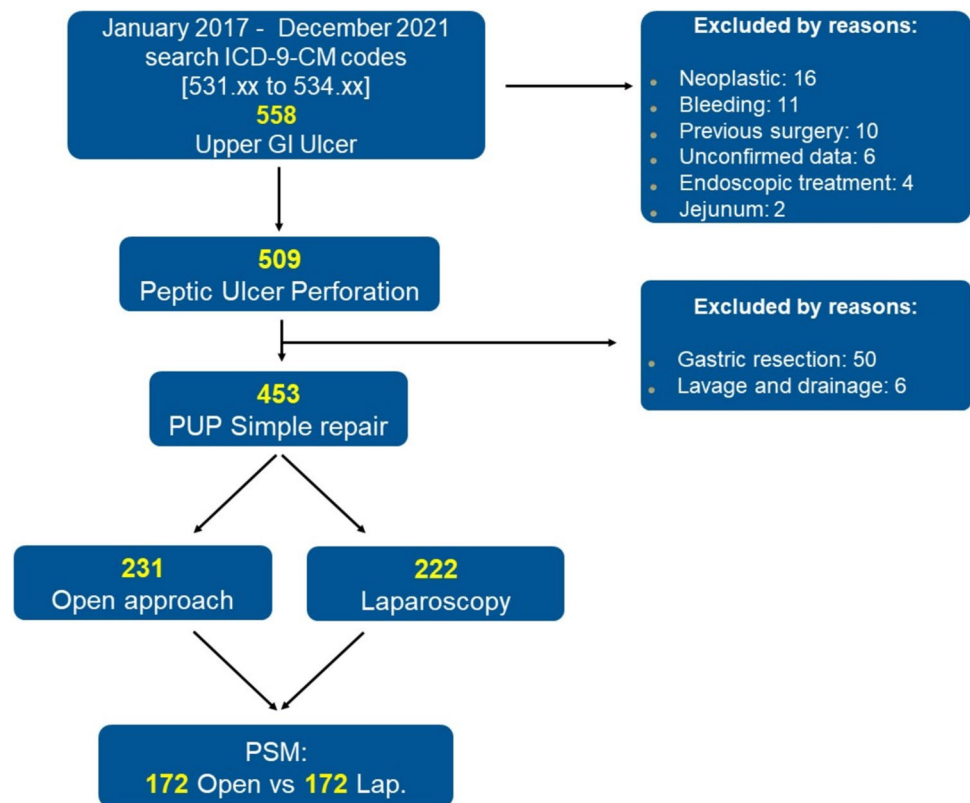 January 2017 - December 2021
search ICD-9-CM codes
[531.xx to 534.xx]
558
Upper GI Ulcer
Excluded by reasons:
Neoplastic: 16
Bleeding: 11
Previous surgery: 10
Unconfirmed data: 6
Endoscopic treatment: 4
Jejunum: 2
509
Peptic Ulcer Perforation
Excluded by reasons:
Gastric resection: 50
Lavage and drainage: 6
453
PUP Simple repair
231
Open approach
222
Laparoscopy
PSM:
172 Open vs 172 Lap.